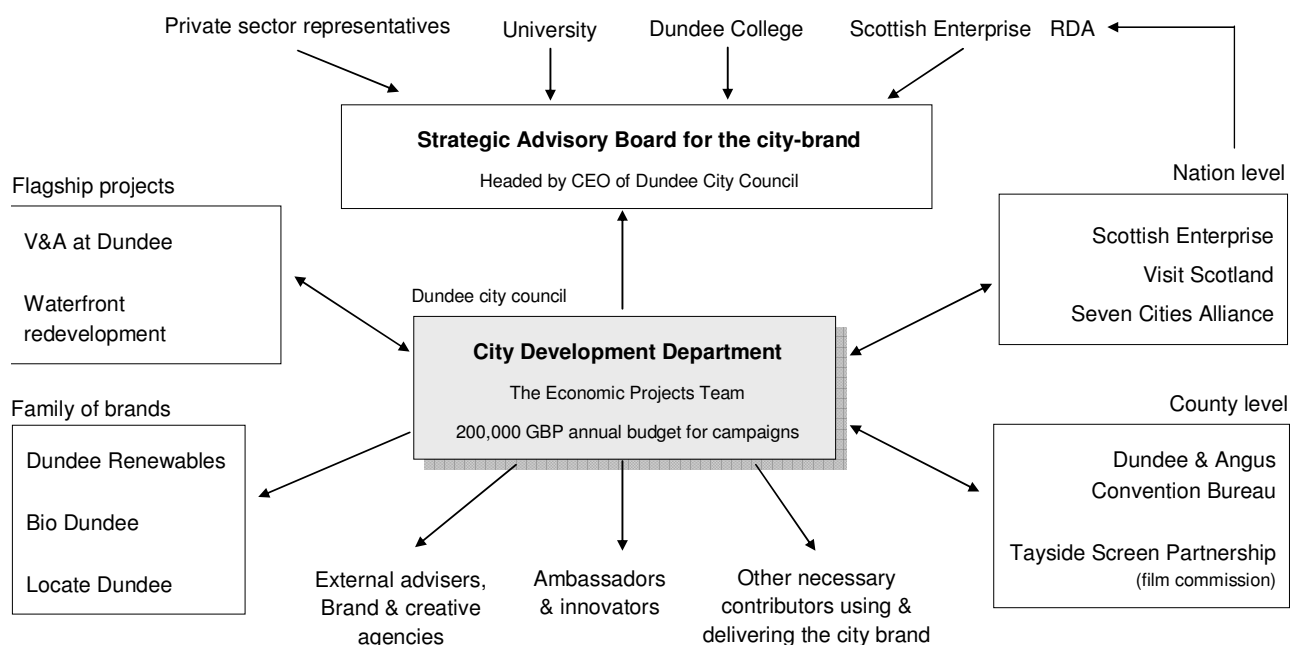 Private sector representatives
University
Dundee College
Scottish Enterprise RDA
Strategic Advisory Board for the city-brand
Headed by CEO of Dundee City Council
Flagship projects
V&A at Dundee
Waterfront
redevelopment
Nation level
Scottish Enterprise
Visit Scotland
Seven Cities Alliance
Dundee city council
City Development Department
The Economic Projects Team
200,000 GBP annual budget for campaigns
Family of brands
Dundee Renewables
Bio Dundee
Locate Dundee
County level
Dundee & Angus
Convention Bureau
Tayside Screen Partnership
(film commission)
External advisers,
Brand & creative
agencies
Ambassadors
& innovators
Other necessary
contributors using &
delivering the city brand